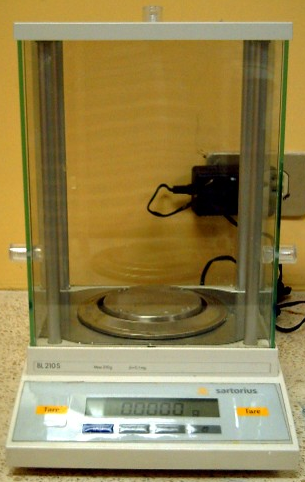 BL 210 S
sartorius
Tare
0.0000 g
Tare